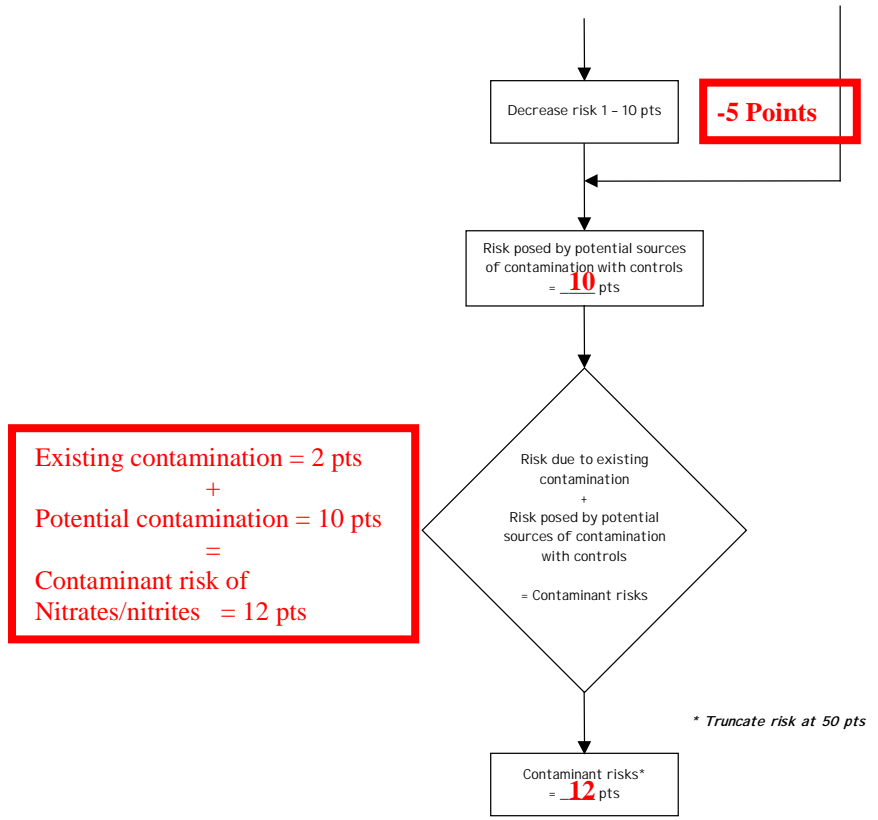 Decrease risk 1 – 10 pts
-5 Points
Risk posed by potential sources
of contamination with controls
= __10__ pts
Existing contamination = 2 pts
+
Potential contamination = 10 pts
=
Contaminant risk of
Nitrates/nitrites = 12 pts
Risk due to existing
contamination
+
Risk posed by potential
sources of contamination
with controls
= Contaminant risks
* Truncate risk at 50 pts
Contaminant risks*
= __12__ pts